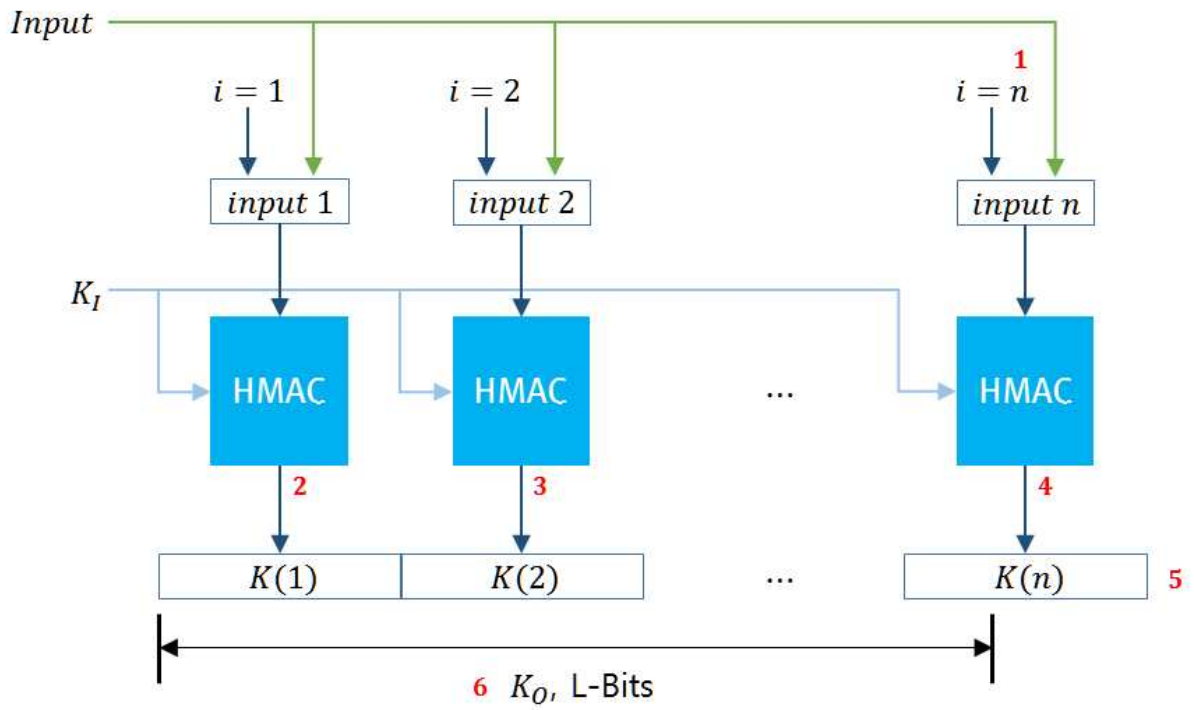 Input
1
i = 1 i = 2 i = n
input 1 input 2 input n
K_I
HMAC HMAC ... HMAC
2 3 4
K(1) K(2) ... K(n) 5
6 K_O, L-Bits